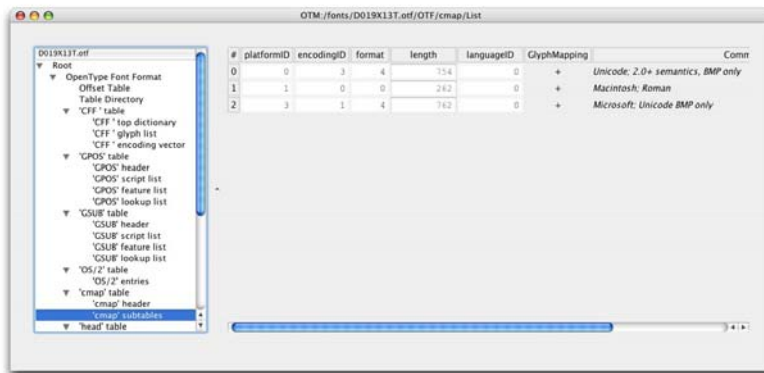 OTM:/fonts/D019X13T.otf/OTF/cmap/List
D019X13T.otf
Root
OpenType Font Format
Offset Table
Table Directory
'CFF ' table
'CFF ' top dictionary
'CFF ' glyph list
'CFF ' encoding vector
'GPOS' table
'GPOS' header
'GPOS' script list
'GPOS' feature list
'GPOS' lookup list
'GSUB' table
'GSUB' header
'GSUB' script list
'GSUB' feature list
'GSUB' lookup list
'OS/2' table
'OS/2' entries
'cmap' table
'cmap' header
'cmap' subtables
'head' table
# platformID encodingID format length languageID GlyphMapping Comm
0 0 3 4 754 0 + Unicode; 2.0+ semantics, BMP only
1 1 0 0 262 0 + Macintosh; Roman
2 3 1 4 762 0 + Microsoft; Unicode BMP only